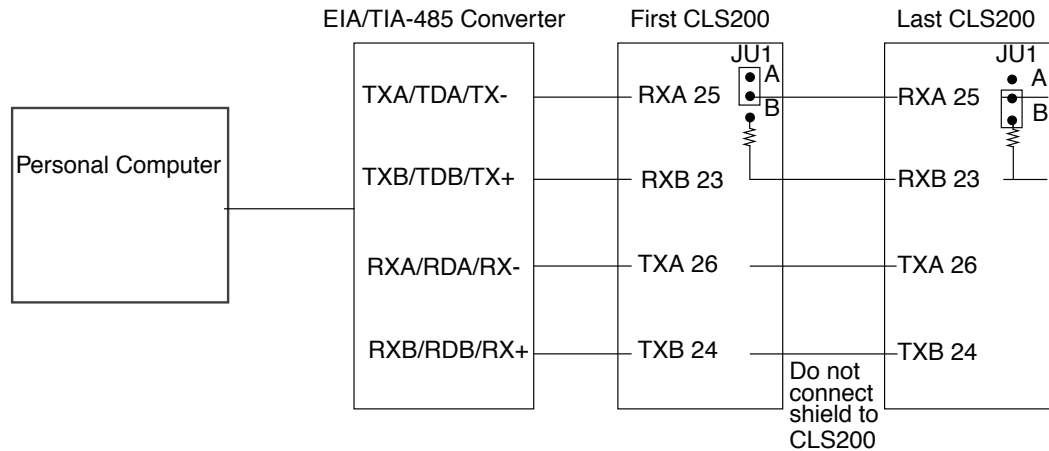 EIA/TIA-485 Converter
First CLS200
Last CLS200
JU1
A
B
JU1
A
B
Personal Computer
TXA/TDA/TX-
RXA 25
RXA 25
TXB/TDB/TX+
RXB 23
RXB 23
RXA/RDA/RX-
TXA 26
TXA 26
RXB/RDB/RX+
TXB 24
TXB 24
Do not
connect
shield to
CLS200